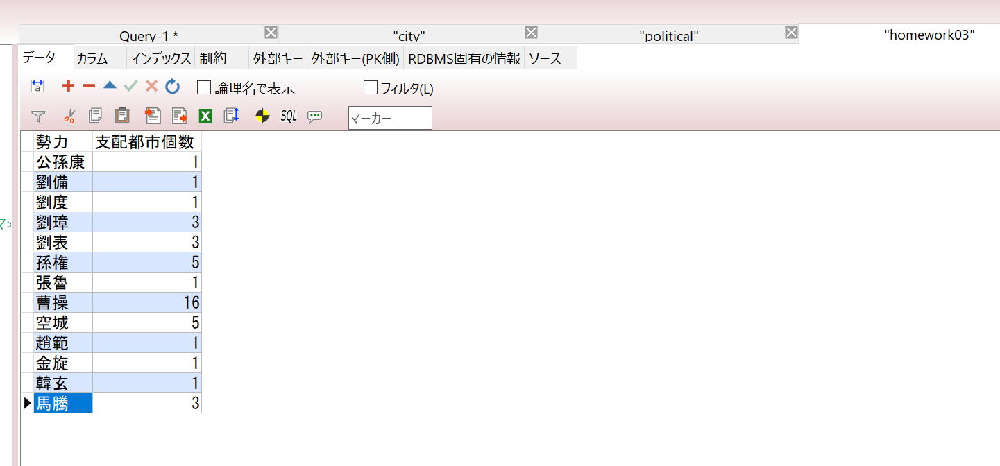 Query-1 *
"city"
"political"
"homework03"
データ カラム インデックス 制約 外部キー 外部キー(PK側) RDBMS固有の情報 ソース
a 論理名で表示 フィルタ(L)
X SQL マーカー
勢力 支配都市個数
公孫康 1
劉備 1
マ>
劉度 1
劉璋 3
劉表 3
孫権 5
張魯 1
曹操 16
空城 5
趙範 1
金旋 1
韓玄 1
馬騰 3